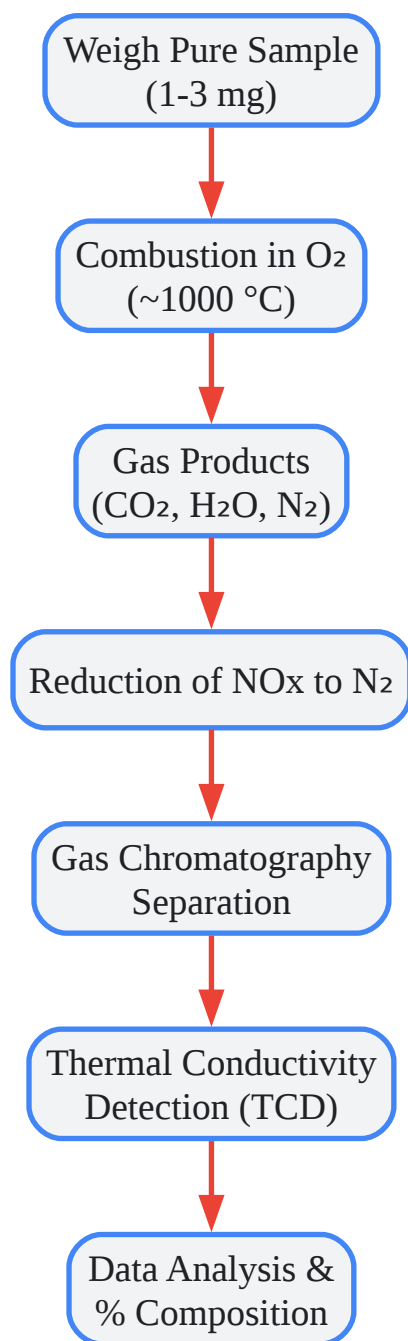 Weigh Pure Sample
(1-3 mg)
Combustion in O₂
(~1000 °C)
Gas Products
(CO₂, H₂O, N₂)
Reduction of NOx to N₂
Gas Chromatography
Separation
Thermal Conductivity
Detection (TCD)
Data Analysis &
% Composition